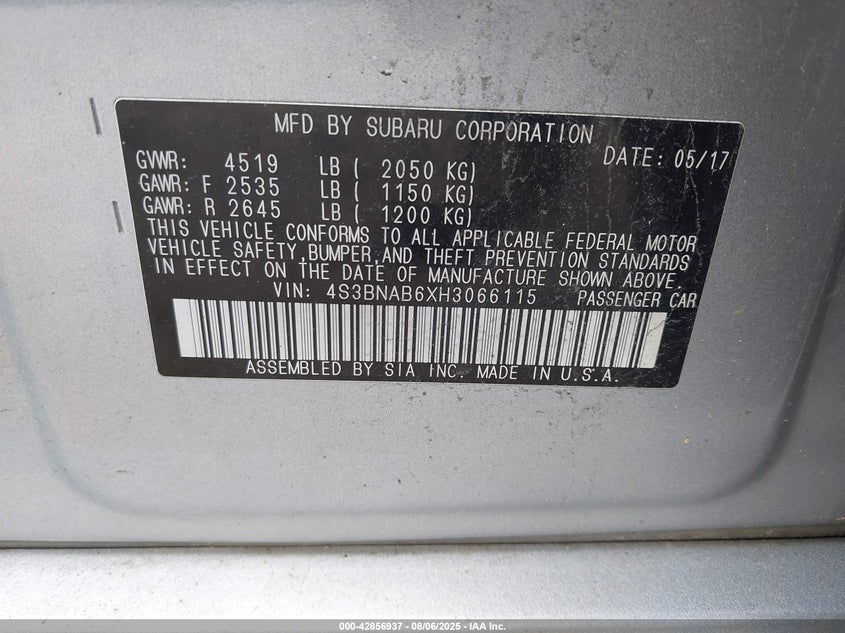 MFD BY SUBARU CORPORATION
DATE: 05/17
GVWR: 4519 LB ( 2050 KG)
GAWR: F 2535 LB ( 1150 KG)
GAWR: R 2645 LB ( 1200 KG)
THIS VEHICLE CONFORMS TO ALL APPLICABLE FEDERAL MOTOR
VEHICLE SAFETY,BUMPER,AND THEFT PREVENTION STANDARDS
IN EFFECT ON THE DATE OF MANUFACTURE SHOWN ABOVE.
VIN: 4S3BNAB6XH3066115 PASSENGER CAR
ASSEMBLED BY SIA INC. MADE IN U.S.A.
000-42856937 - 08/06/2025 - IAA Inc.